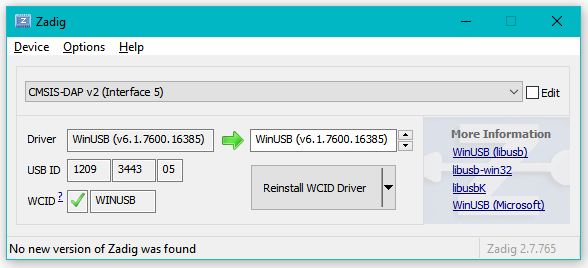 Zadig
Device Options Help
CMSIS-DAP v2 (Interface 5)
Edit
Driver WinUSB (v6.1.7600.16385) WinUSB (v6.1.7600.16385)
USB ID 1209 3443 05
WCID ? WINUSB
Reinstall WCID Driver
More Information
WinUSB (libusb)
libusb-win32
libusbK
WinUSB (Microsoft)
No new version of Zadig was found
Zadig 2.7.765